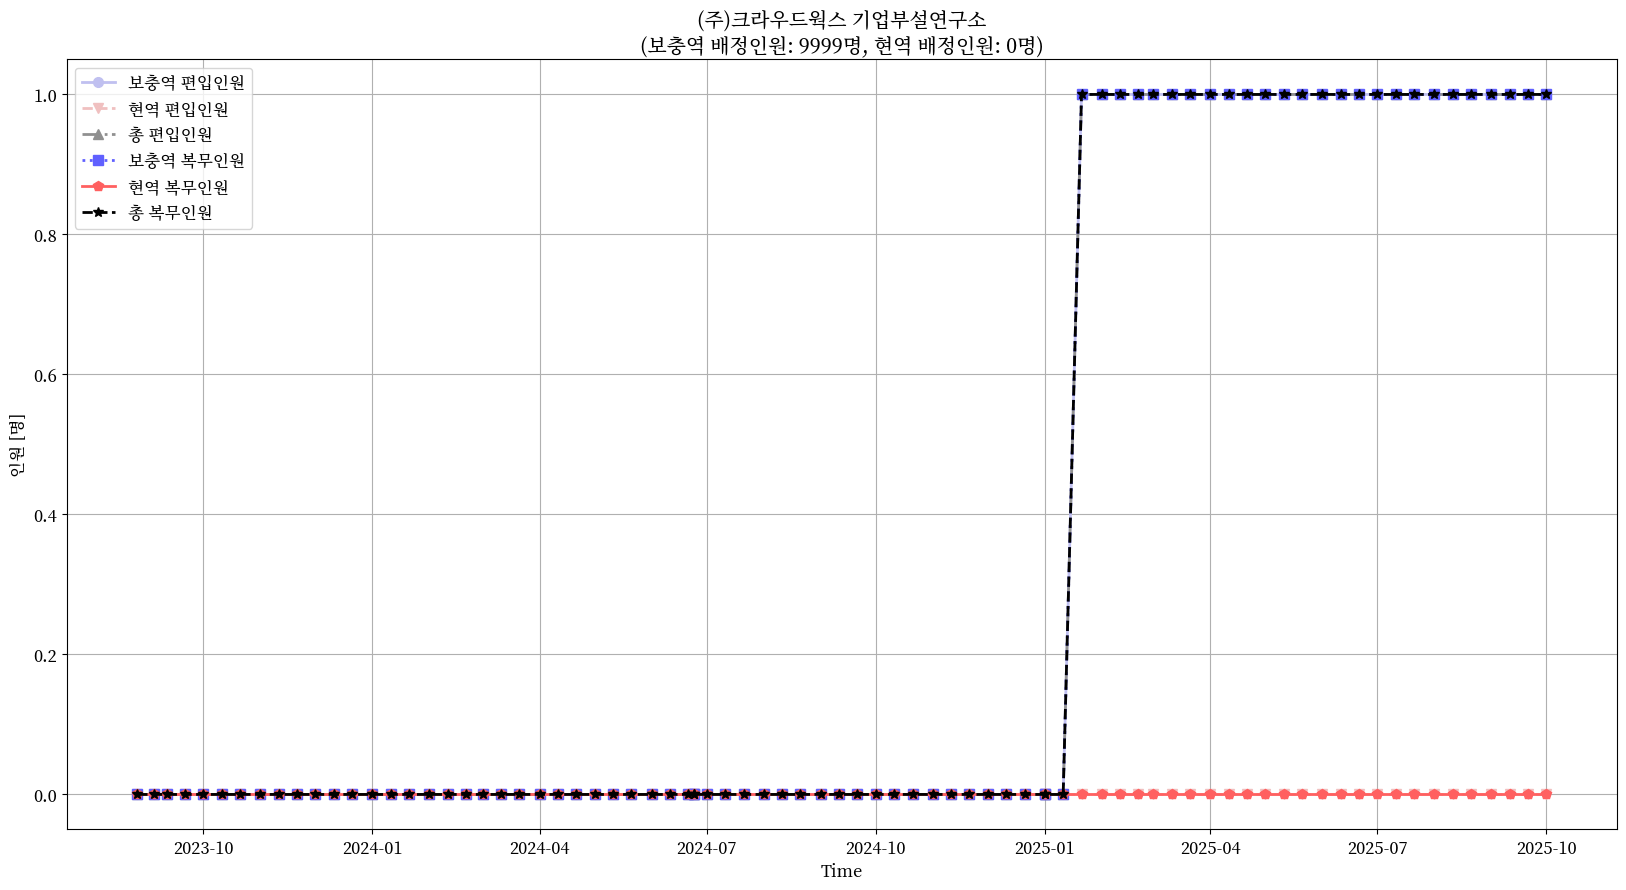 (주)크라우드웍스 기업부설연구소
(보충역 배정인원: 9999명, 현역 배정인원: 0명)
보충역 편입인원
현역 편입인원
총 편입인원
보충역 복무인원
현역 복무인원
총 복무인원
1.0
0.8
0.6
0.4
0.2
0.0
인원 [명]
2023-10 2024-01 2024-04 2024-07 2024-10 2025-01 2025-04 2025-07 2025-10
Time